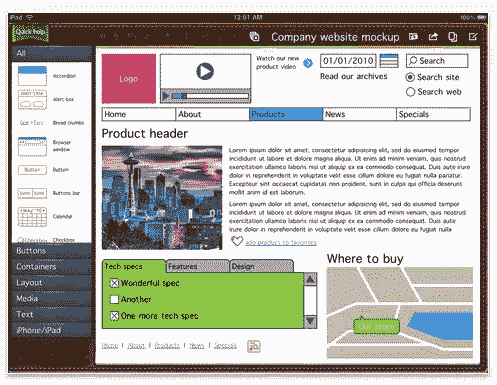 iPad
12:01 AM
100%
Quick help
Company website mockup
All
Accordion
Alert box
Bread crumbs
Browser window
Button
Button
Buttons bar
Calendar
Checkbox
Buttons
Containers
Layout
Media
Text
iPhone/iPad
Logo
Watch our new
product video
01/01/2010
Read our archives
Search
Search site
Search web
Home
About
Products
News
Specials
Product header
Lorem ipsum dolor sit amet, consectetur adipisicing elit, sed do eiusmod tempor
incididunt ut labore et dolore magna aliqua. Ut enim ad minim veniam, quis nostrud
exercitation ullamco laboris nisi ut aliquip ex ea commodo consequat. Duis aute irure
dolor in reprehenderit in voluptate velit esse cillum dolore eu fugiat nulla pariatur.
Excepteur sint occaecat cupidatat non proident, sunt in culpa qui officia deserunt
mollit anim id est laborum.
Lorem ipsum dolor sit amet, consectetur adipisicing elit, sed do eiusmod tempor
incididunt ut labore et dolore magna aliqua. Ut enim ad minim veniam, quis nostrud
exercitation ullamco laboris nisi ut aliquip ex ea commodo consequat. Duis aute
irure dolor in reprehenderit in voluptate velit esse cillum dolore eu fugiat nulla
add product to favorites
Tech specs
Features
Design
Wonderful spec
Another
One more tech spec
Where to buy
Our store
Home | About | Products | News | Specials